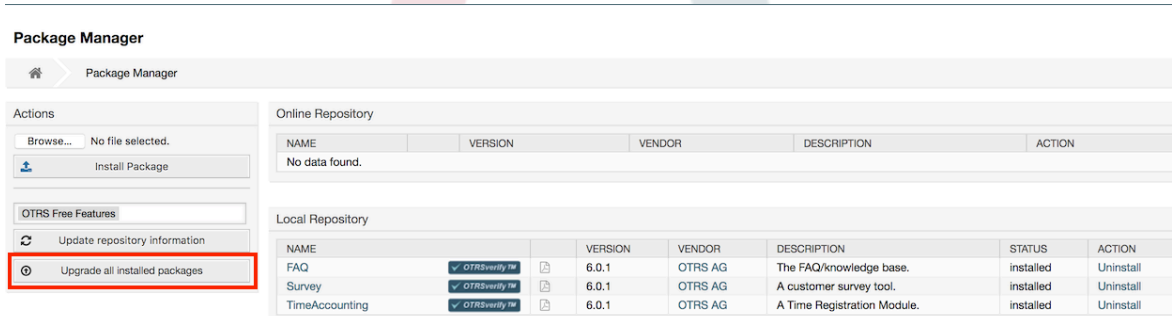 Package Manager
Package Manager
Actions
Browse... No file selected.
Install Package
OTRS Free Features
Update repository information
Upgrade all installed packages
Online Repository
NAME VERSION VENDOR DESCRIPTION ACTION
No data found.
Local Repository
NAME VERSION VENDOR DESCRIPTION STATUS ACTION
FAQ OTRSverify™ 6.0.1 OTRS AG The FAQ/knowledge base. installed Uninstall
Survey OTRSverify™ 6.0.1 OTRS AG A customer survey tool. installed Uninstall
TimeAccounting OTRSverify™ 6.0.1 OTRS AG A Time Registration Module. installed Uninstall